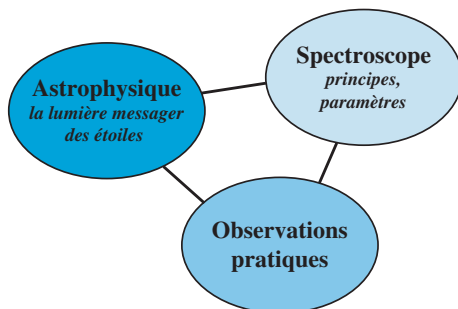 Astrophysique
la lumière messager
des étoiles
Spectroscope
principes,
paramètres
Observations
pratiques